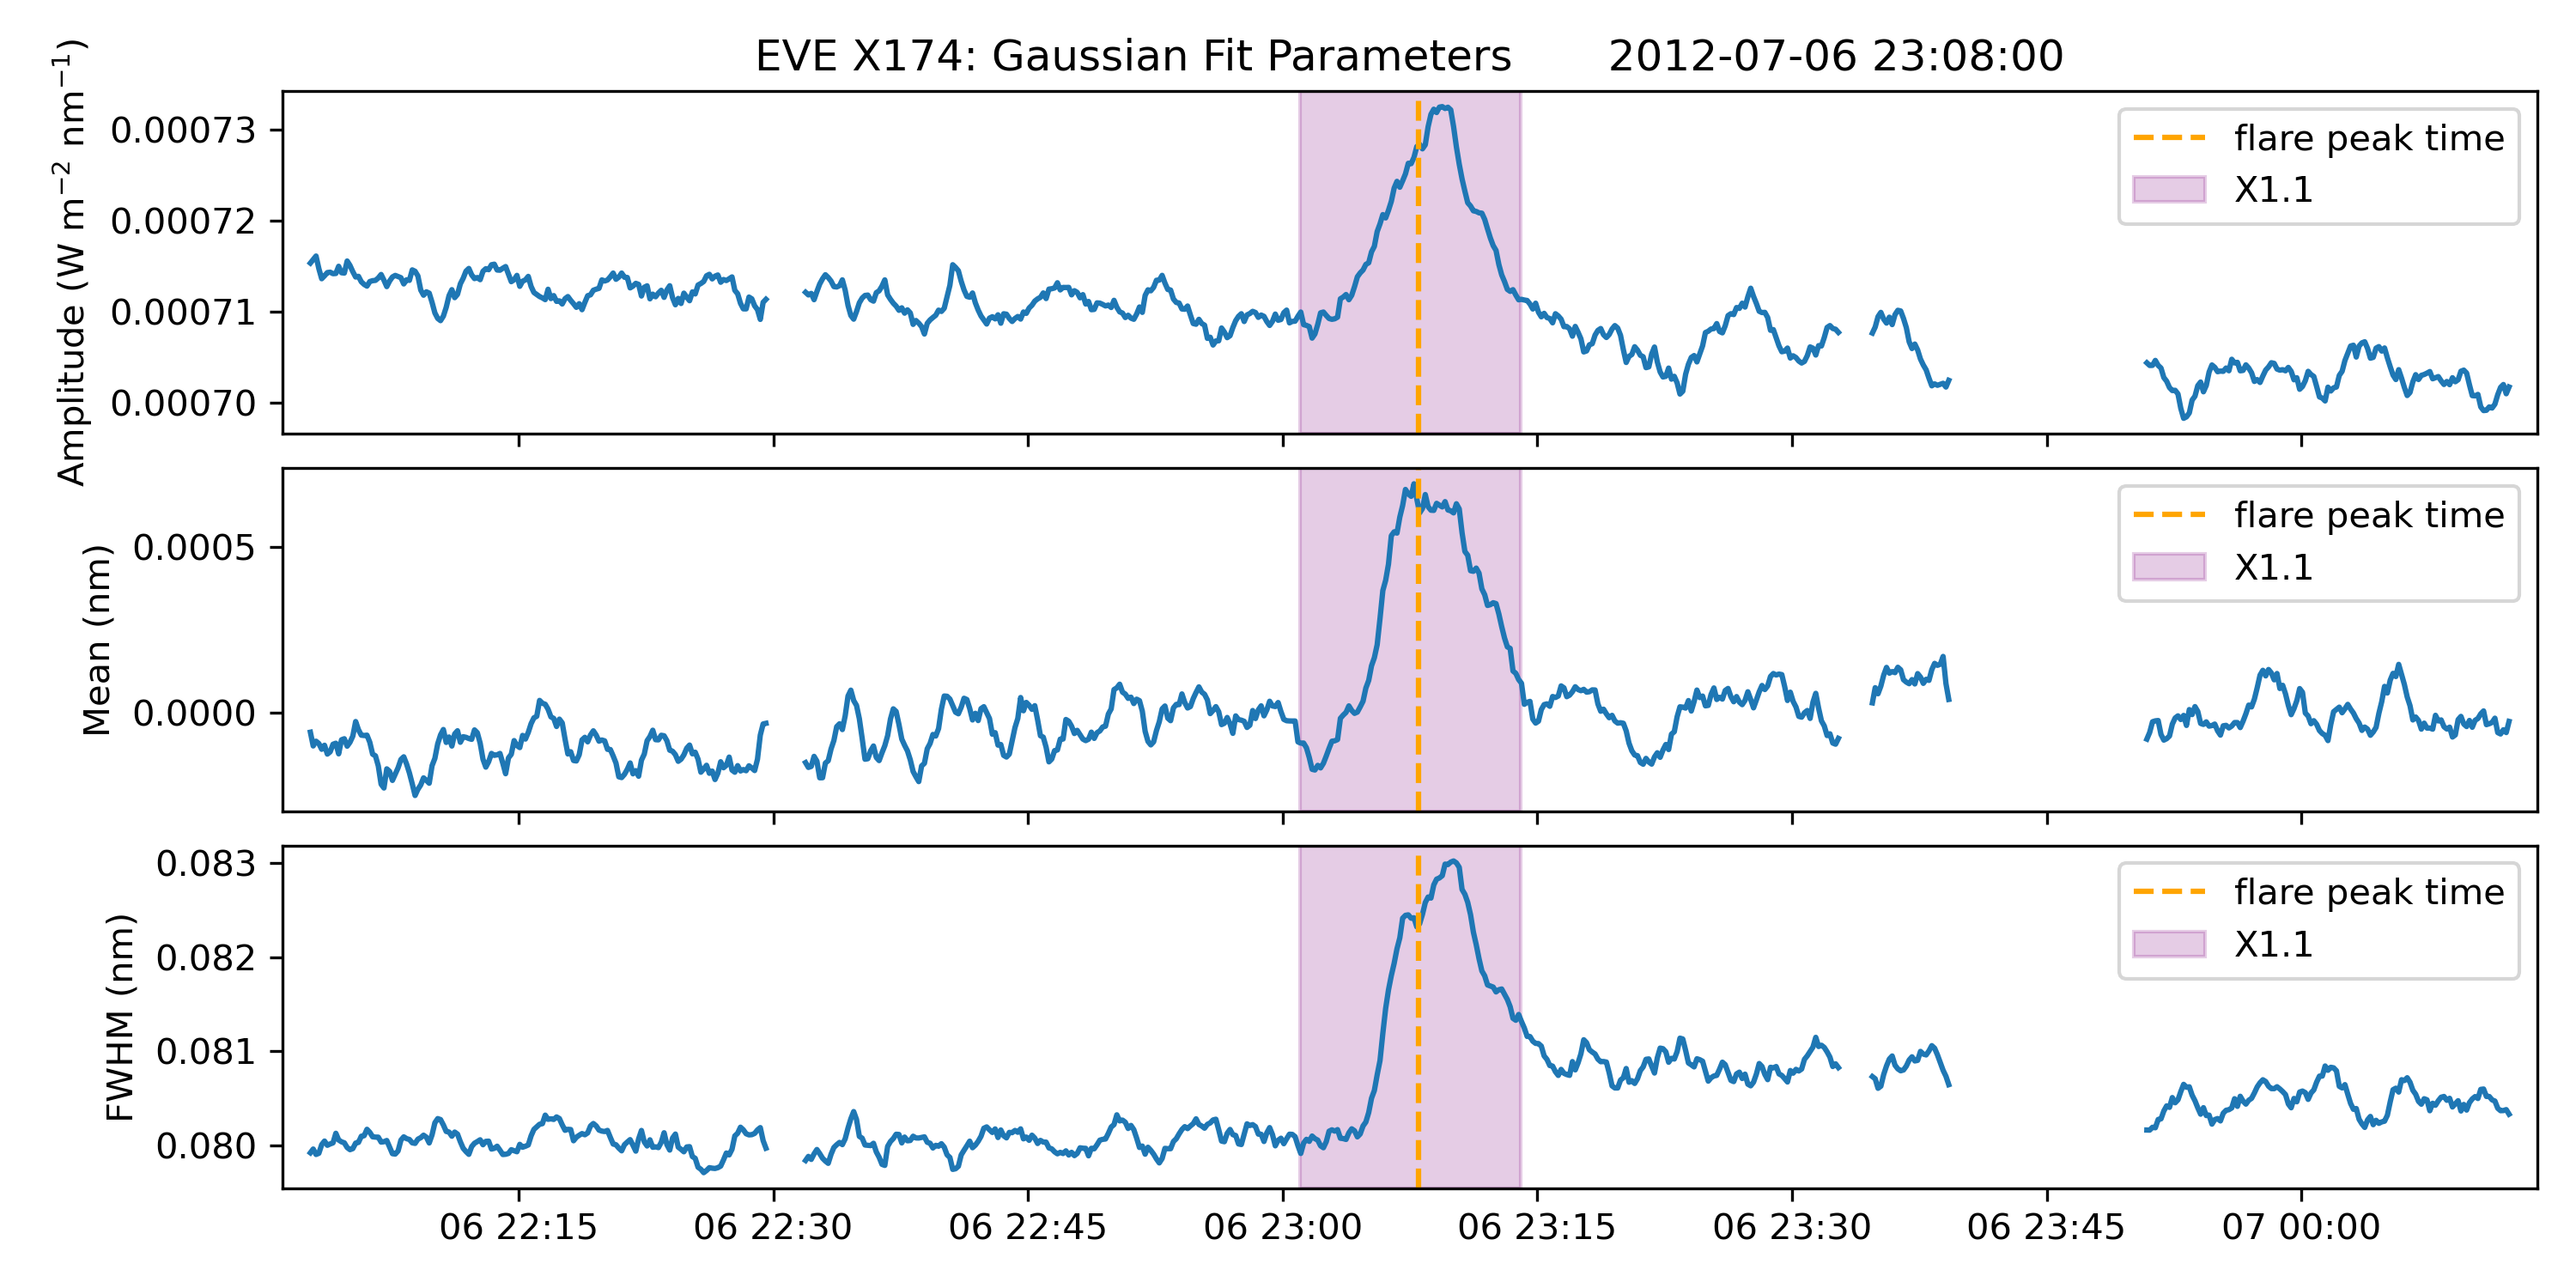 EVE X174: Gaussian Fit Parameters 2012-07-06 23:08:00
Amplitude (W m⁻² nm⁻¹)
0.00073
0.00072
0.00071
0.00070
flare peak time
X1.1
Mean (nm)
0.0005
0.0000
flare peak time
X1.1
FWHM (nm)
0.083
0.082
0.081
0.080
flare peak time
X1.1
06 22:15 06 22:30 06 22:45 06 23:00 06 23:15 06 23:30 06 23:45 07 00:00